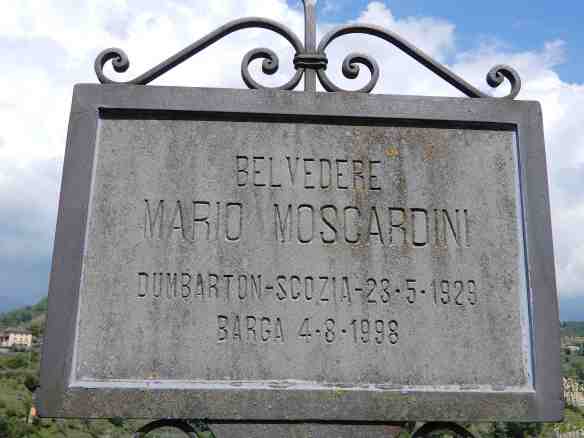 BELVEDERE
MARIO MOSCARDINI
DUMBARTON-SCOZIA-23·5·1929
BARGA 4·8·1998